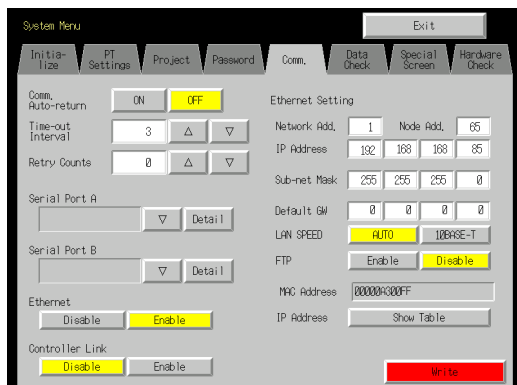 System Menu
Exit
Initia-
lize
PT
Settings
Project
Password
Comm.
Data
Check
Special
Screen
Hardware
Check
Comm.
Auto-return
ON
OFF
Time-out
Interval
3
△
▽
Retry Counts
0
△
▽
Serial Port A
▽
Detail
Serial Port B
▽
Detail
Ethernet
Disable
Enable
Controller Link
Disable
Enable
Ethernet Setting
Network Add.
1
Node Add.
65
IP Address
192
168
168
85
Sub-net Mask
255
255
255
0
Default GW
0
0
0
0
LAN SPEED
AUTO
10BASE-T
FTP
Enable
Disable
MAC Address
00000A300FF
IP Address
Show Table
Write